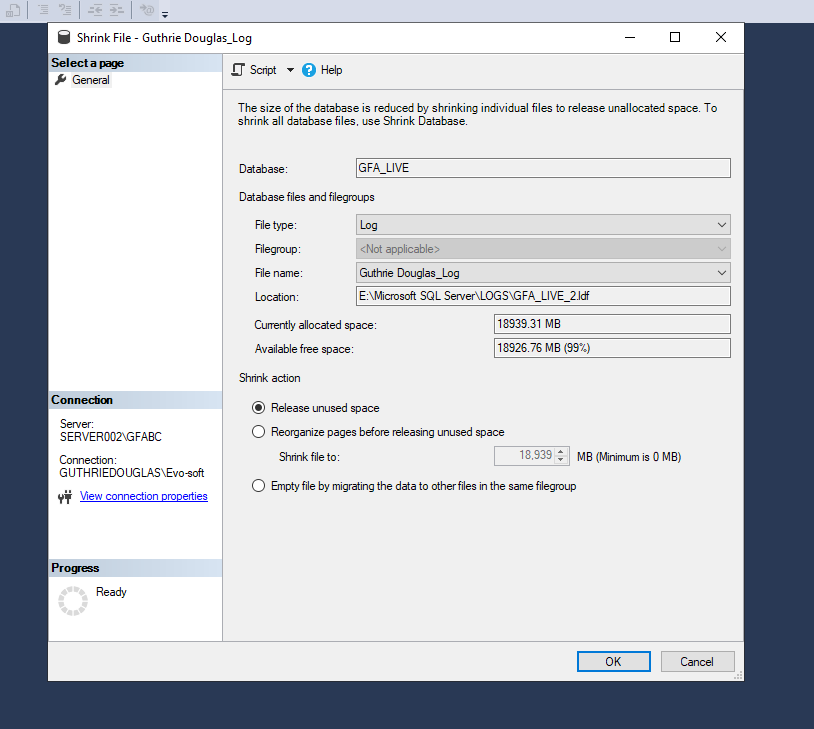 Shrink File - Guthrie Douglas_Log
Select a page
General
Script
Help
The size of the database is reduced by shrinking individual files to release unallocated space. To
shrink all database files, use Shrink Database.
Database:
GFA_LIVE
Database files and filegroups
File type:
Log
Filegroup:
<Not applicable>
File name:
Guthrie Douglas_Log
Location:
E:\Microsoft SQL Server\LOGS\GFA_LIVE_2.ldf
Currently allocated space:
18939.31 MB
Available free space:
18926.76 MB (99%)
Shrink action
Release unused space
Reorganize pages before releasing unused space
Shrink file to:
18,939
MB (Minimum is 0 MB)
Empty file by migrating the data to other files in the same filegroup
Connection
Server:
SERVER002\GFABC
Connection:
GUTHRIEDOUGLAS\Evo-soft
View connection properties
Progress
Ready
OK
Cancel